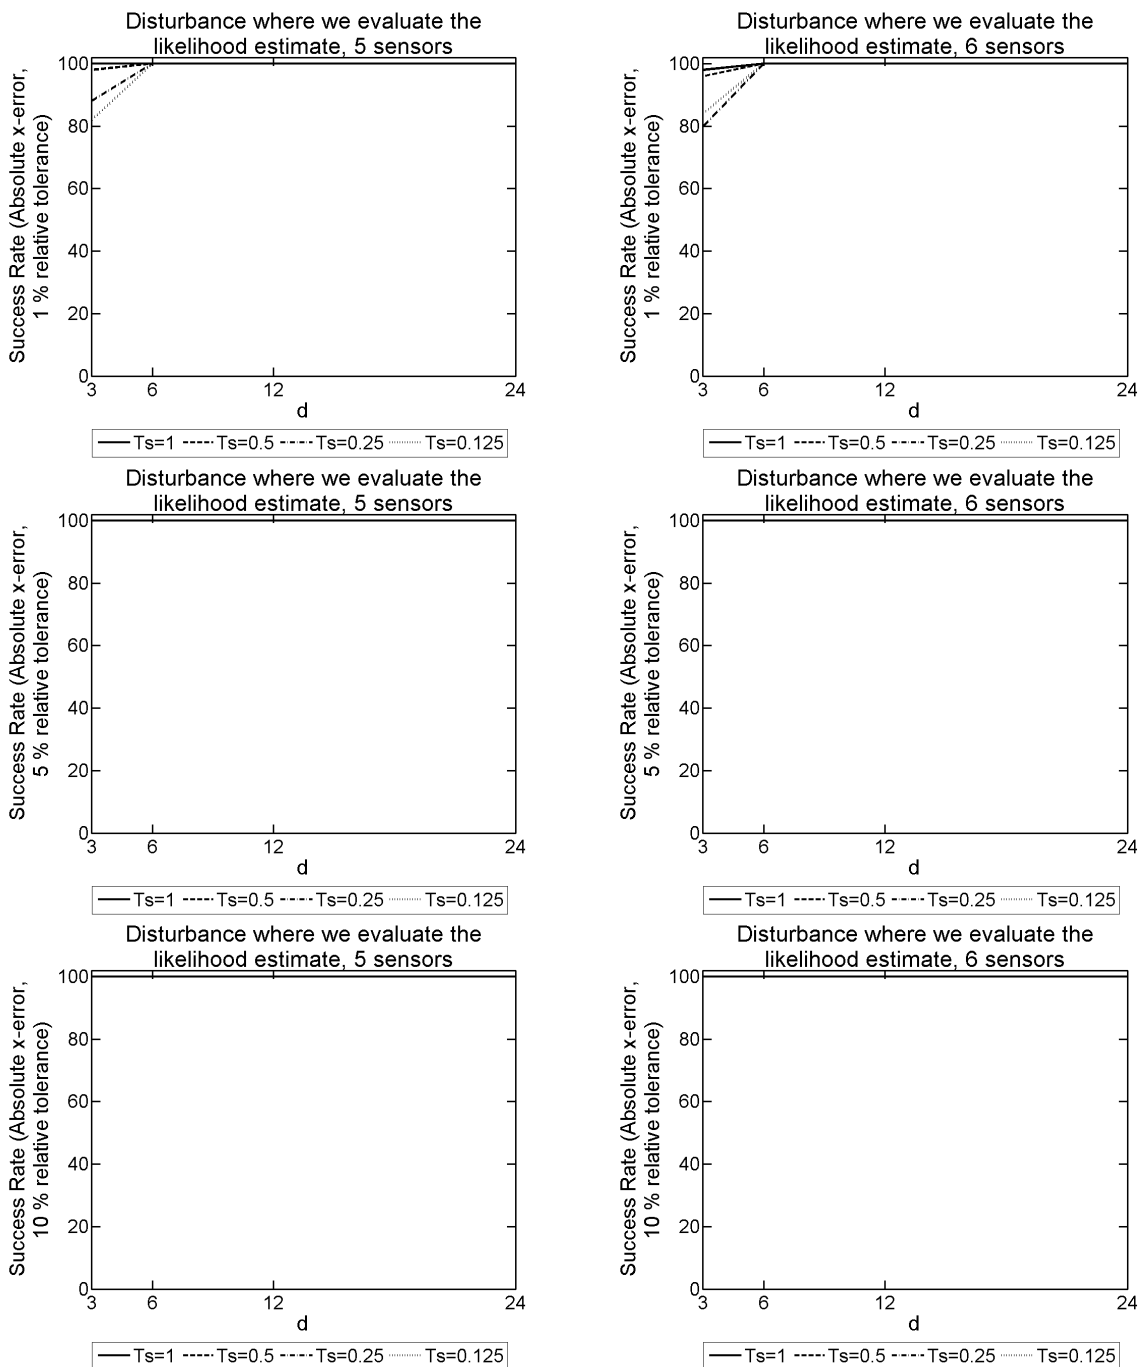 Disturbance where we evaluate the
likelihood estimate, 5 sensors
Success Rate (Absolute x-error,
1 % relative tolerance)
100
80
60
40
20
0
3 6 12 24
d
Ts=1 Ts=0.5 Ts=0.25 Ts=0.125
Disturbance where we evaluate the
likelihood estimate, 6 sensors
Success Rate (Absolute x-error,
1 % relative tolerance)
100
80
60
40
20
0
3 6 12 24
d
Ts=1 Ts=0.5 Ts=0.25 Ts=0.125
Disturbance where we evaluate the
likelihood estimate, 5 sensors
Success Rate (Absolute x-error,
5 % relative tolerance)
100
80
60
40
20
0
3 6 12 24
d
Ts=1 Ts=0.5 Ts=0.25 Ts=0.125
Disturbance where we evaluate the
likelihood estimate, 6 sensors
Success Rate (Absolute x-error,
5 % relative tolerance)
100
80
60
40
20
0
3 6 12 24
d
Ts=1 Ts=0.5 Ts=0.25 Ts=0.125
Disturbance where we evaluate the
likelihood estimate, 5 sensors
Success Rate (Absolute x-error,
10 % relative tolerance)
100
80
60
40
20
0
3 6 12 24
d
Ts=1 Ts=0.5 Ts=0.25 Ts=0.125
Disturbance where we evaluate the
likelihood estimate, 6 sensors
Success Rate (Absolute x-error,
10 % relative tolerance)
100
80
60
40
20
0
3 6 12 24
d
Ts=1 Ts=0.5 Ts=0.25 Ts=0.125